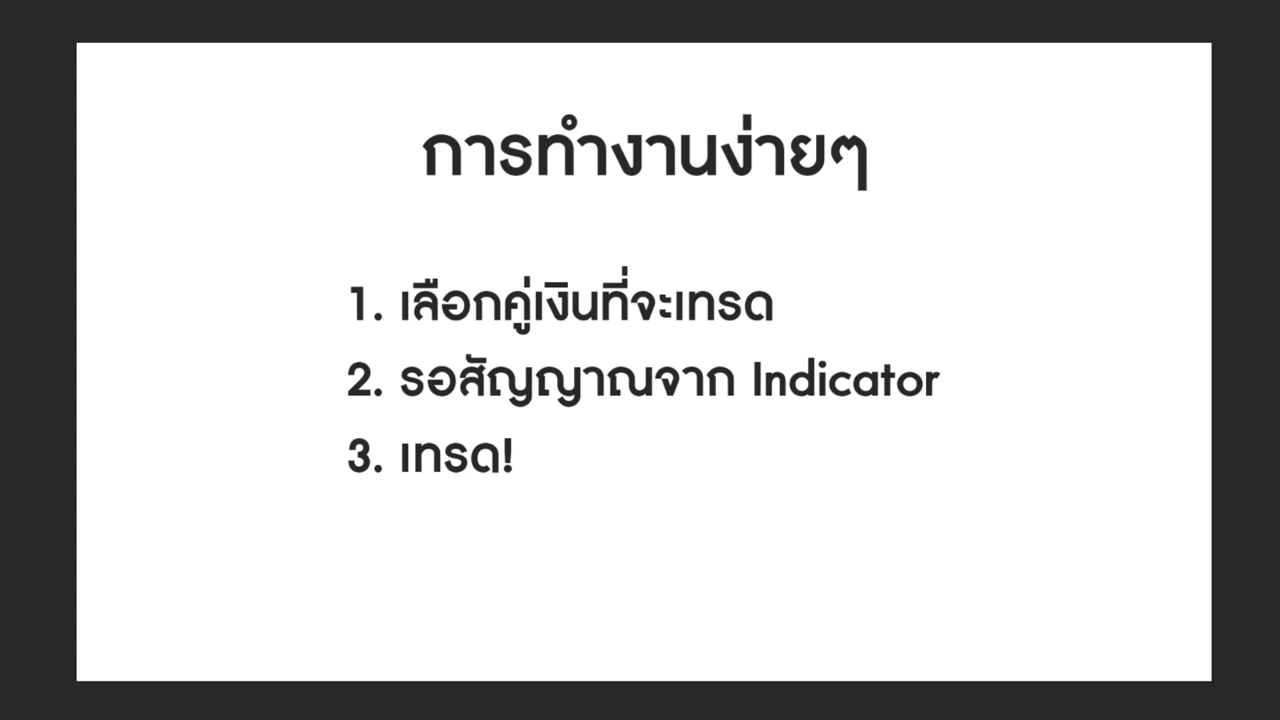 การทำงานง่ายๆ
1. เลือกคู่เงินที่จะเทรด
2. รอสัญญาณจาก Indicator
3. เทรด!